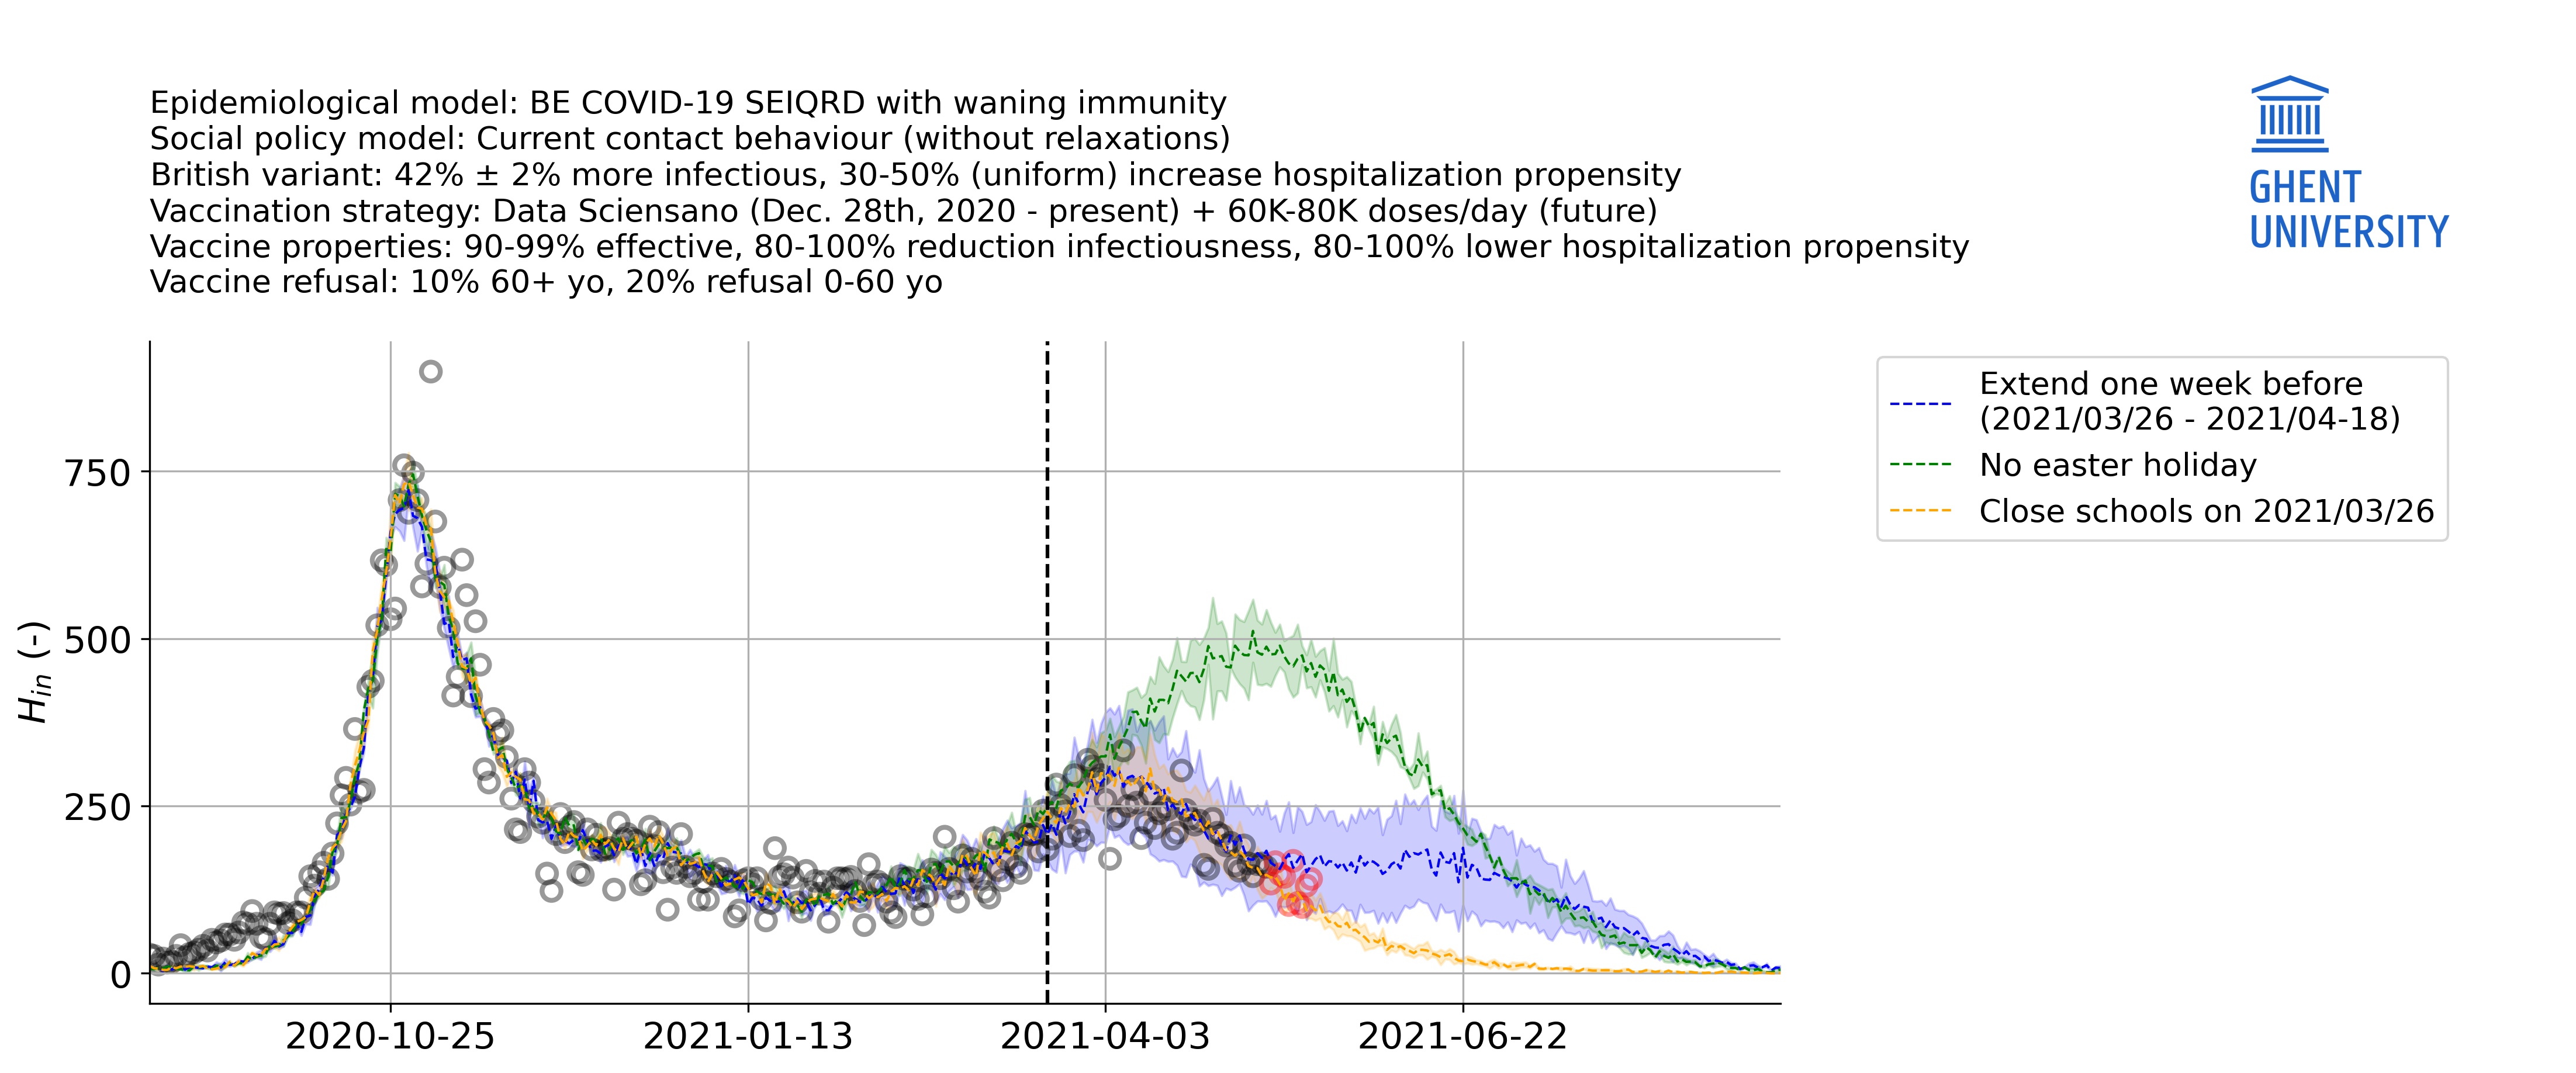 Epidemiological model: BE COVID-19 SEIQRD with waning immunity
Social policy model: Current contact behaviour (without relaxations)
British variant: 42% ± 2% more infectious, 30-50% (uniform) increase hospitalization propensity
Vaccination strategy: Data Sciensano (Dec. 28th, 2020 - present) + 60K-80K doses/day (future)
Vaccine properties: 90-99% effective, 80-100% reduction infectiousness, 80-100% lower hospitalization propensity
Vaccine refusal: 10% 60+ yo, 20% refusal 0-60 yo
GHENT
UNIVERSITY
Extend one week before
(2021/03/26 - 2021/04-18)
No easter holiday
Close schools on 2021/03/26
H_in (-)
750
500
250
0
2020-10-25
2021-01-13
2021-04-03
2021-06-22